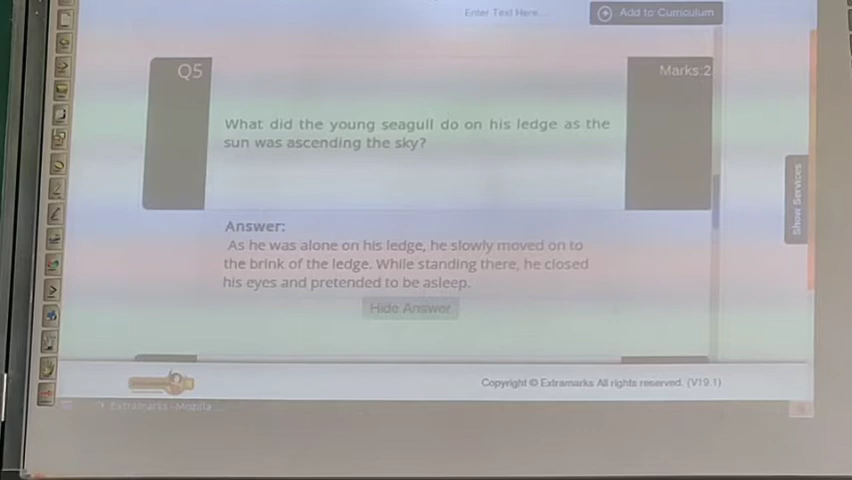 Enter Text Here...
Add to Curriculum
Q5
Marks:2
What did the young seagull do on his ledge as the
sun was ascending the sky?
Show Services
Answer:
As he was alone on his ledge, he slowly moved on to
the brink of the ledge. While standing there, he closed
his eyes and pretended to be asleep.
Hide Answer
Copyright © Extramarks All rights reserved. (V19.1)
Extramarks - Mozilla ...